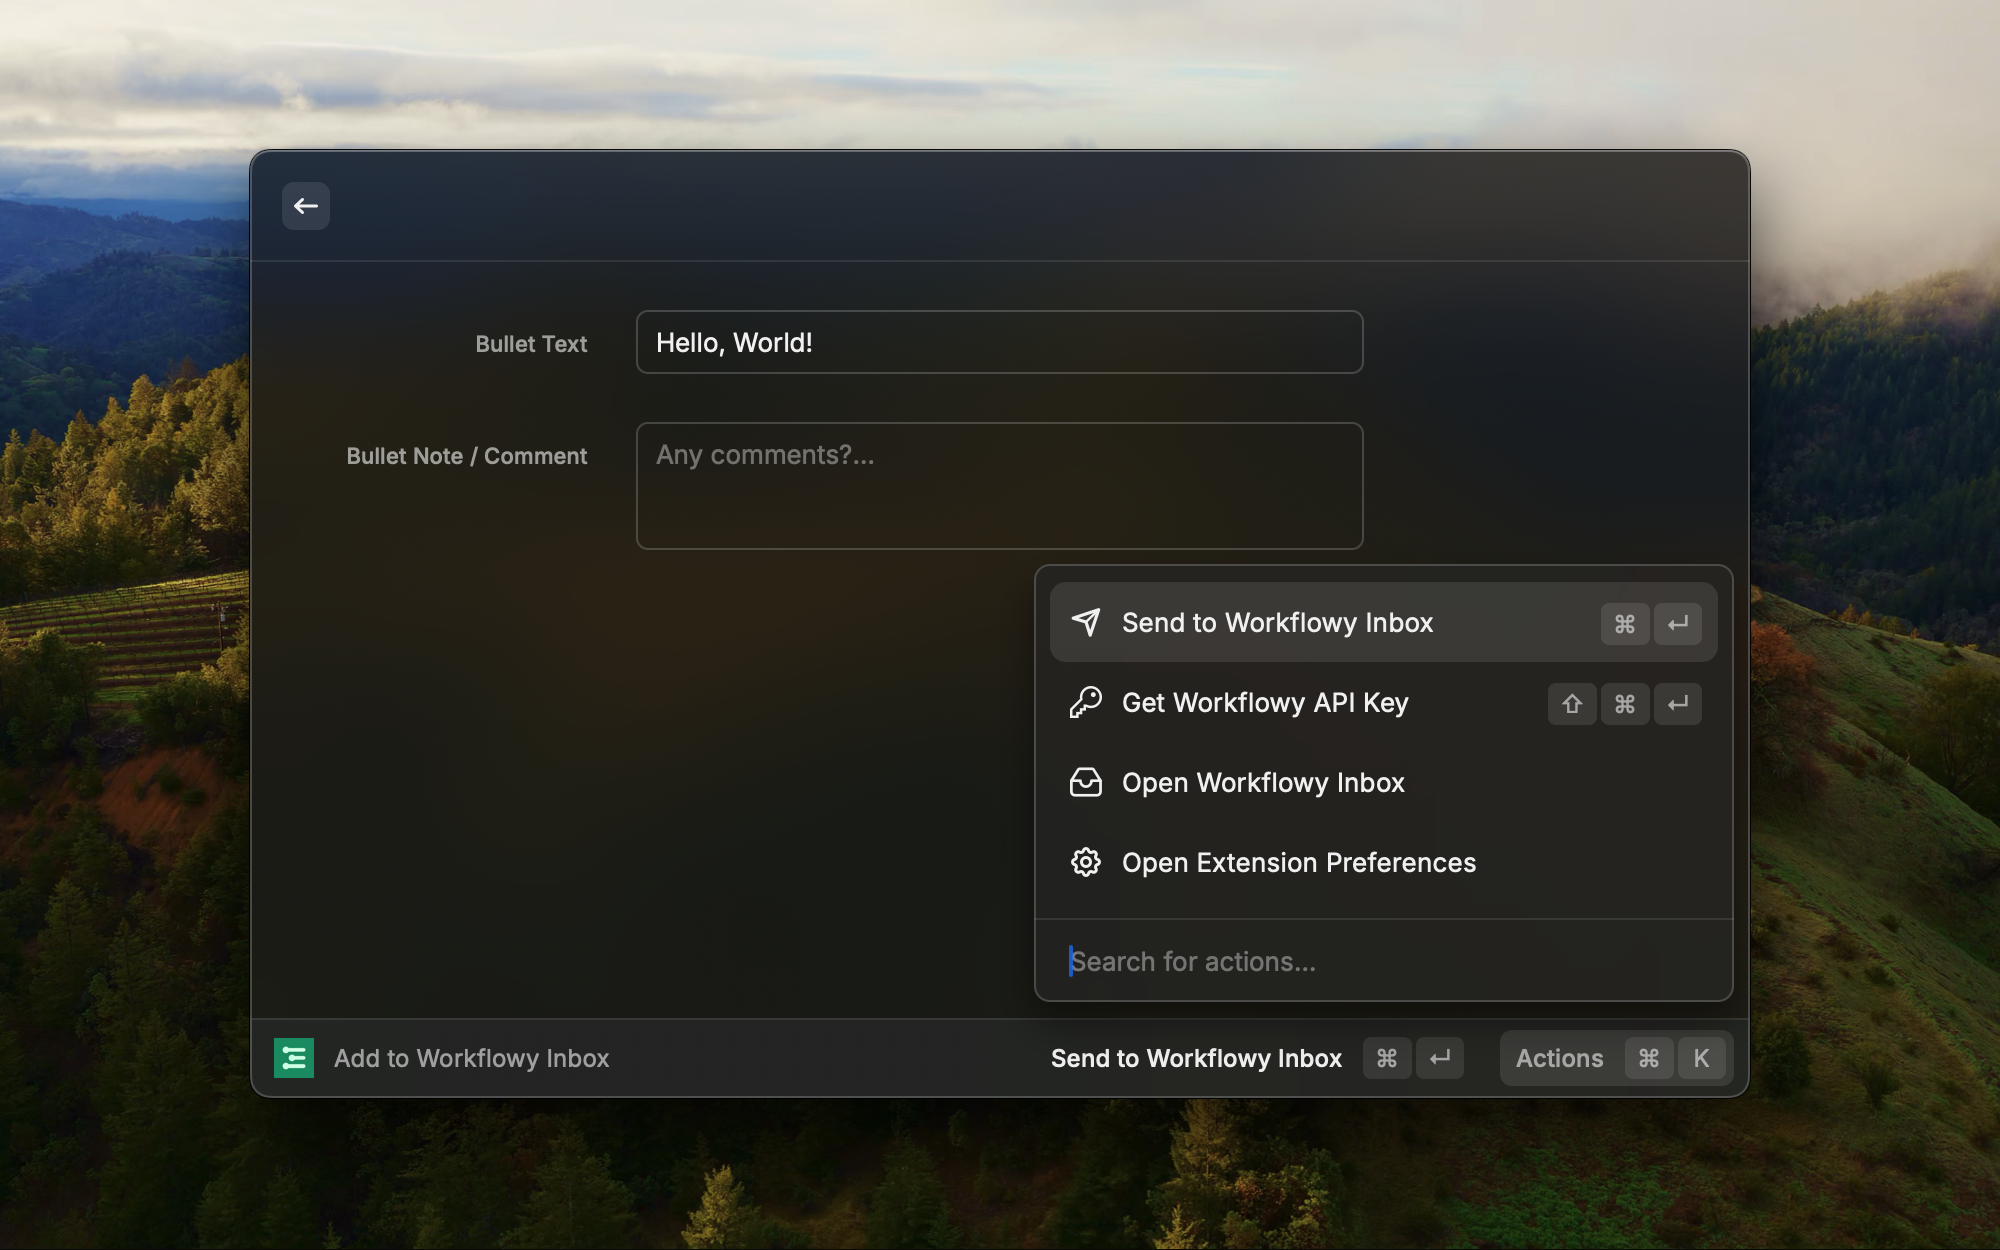 Bullet Text
Hello, World!
Bullet Note / Comment
Any comments?...
Send to Workflowy Inbox ⌘ ↵
Get Workflowy API Key ⇧ ⌘ ↵
Open Workflowy Inbox
Open Extension Preferences
Search for actions...
Add to Workflowy Inbox
Send to Workflowy Inbox ⌘ ↵
Actions ⌘ K